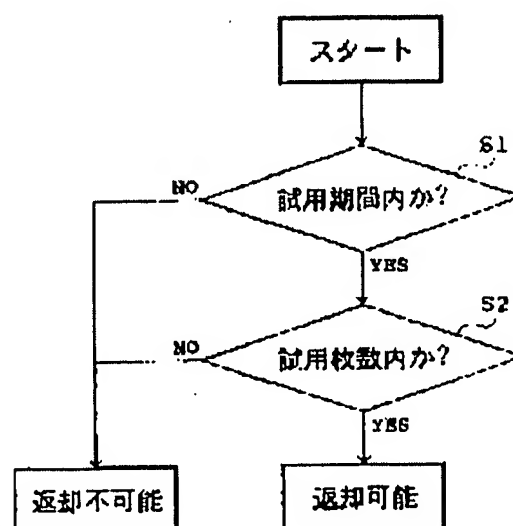 スタート
S1
NO
試用期間内か?
YES
S2
NO
試用枚数内か?
YES
返却不可能
返却可能